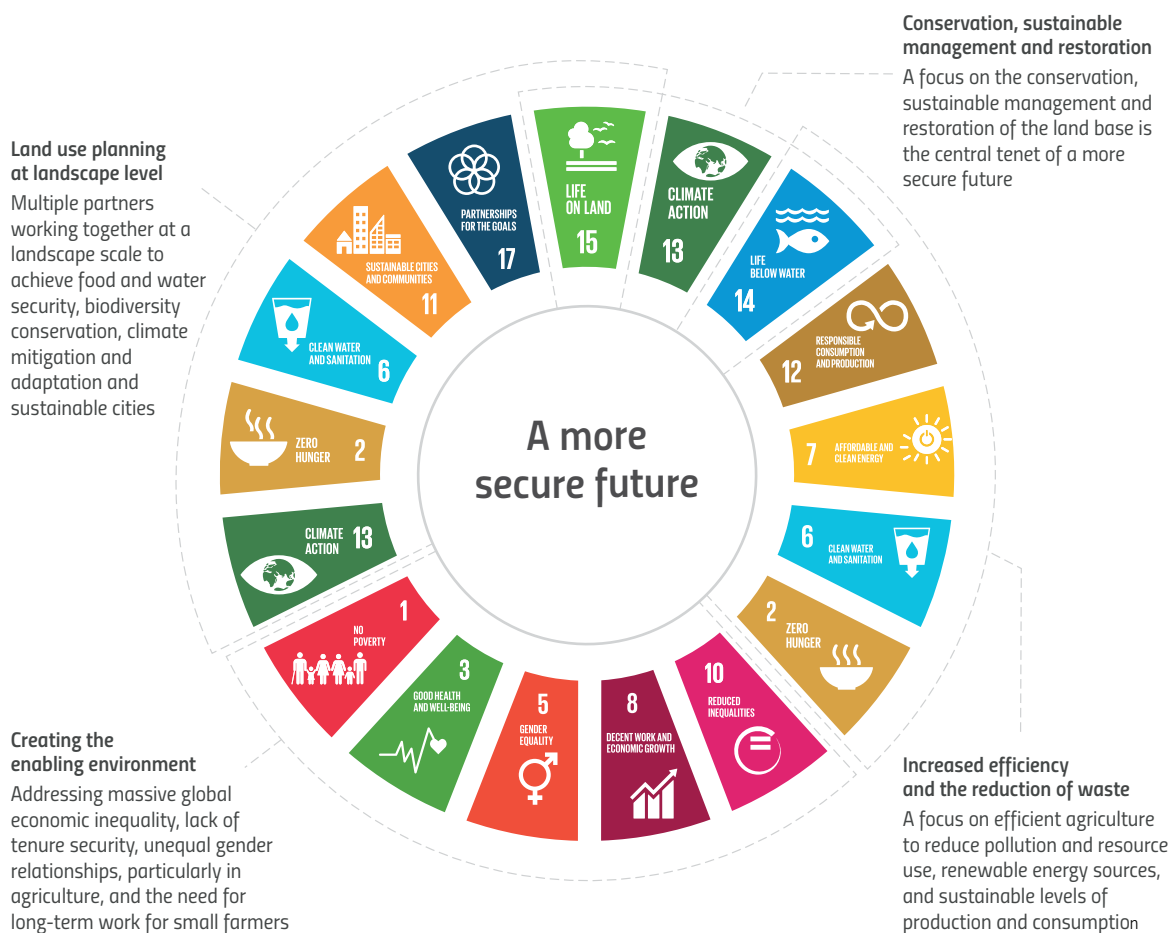 Conservation, sustainable
management and restoration
A focus on the conservation,
sustainable management and
restoration of the land base is
the central tenet of a more
secure future
Land use planning
at landscape level
Multiple partners
working together at a
landscape scale to
achieve food and water
security, biodiversity
conservation, climate
mitigation and
adaptation and
sustainable cities
LIFE
ON LAND
15
CLIMATE
ACTION
13
LIFE
BELOW WATER
14
RESPONSIBLE
CONSUMPTION
AND PRODUCTION
12
7
AFFORDABLE AND
CLEAN ENERGY
6
CLEAN WATER
AND SANITATION
2
ZERO
HUNGER
10
REDUCED
INEQUALITIES
8
DECENT WORK AND
ECONOMIC GROWTH
5
GENDER
EQUALITY
3
GOOD HEALTH
AND WELL-BEING
1
NO
POVERTY
CLIMATE
ACTION
13
ZERO
HUNGER
2
CLEAN WATER
AND SANITATION
6
SUSTAINABLE CITIES
AND COMMUNITIES
11
PARTNERSHIPS
FOR THE GOALS
17
A more
secure future
Creating the
enabling environment
Addressing massive global
economic inequality, lack of
tenure security, unequal gender
relationships, particularly in
agriculture, and the need for
long-term work for small farmers
Increased efficiency
and the reduction of waste
A focus on efficient agriculture
to reduce pollution and resource
use, renewable energy sources,
and sustainable levels of
production and consumption